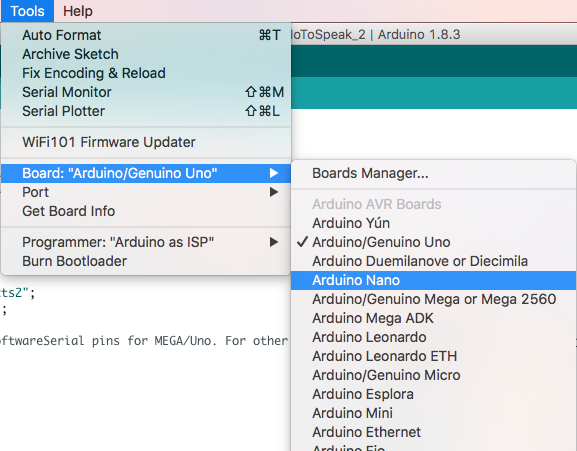 Tools Help
loToSpeak_2 | Arduino 1.8.3
Auto Format ⌘T
Archive Sketch
Fix Encoding & Reload
Serial Monitor ⇧⌘M
Serial Plotter ⇧⌘L
WiFi101 Firmware Updater
Board: "Arduino/Genuino Uno" ▶
Port ▶
Get Board Info
Programmer: "Arduino as ISP" ▶
Burn Bootloader
Boards Manager...
Arduino AVR Boards
Arduino Yún
✓ Arduino/Genuino Uno
Arduino Duemilanove or Diecimila
Arduino Nano
Arduino/Genuino Mega or Mega 2560
Arduino Mega ADK
Arduino Leonardo
Arduino Leonardo ETH
Arduino/Genuino Micro
Arduino Esplora
Arduino Mini
Arduino Ethernet
Arduino Fio
ts2";
;
oftwareSerial pins for MEGA/Uno. For other